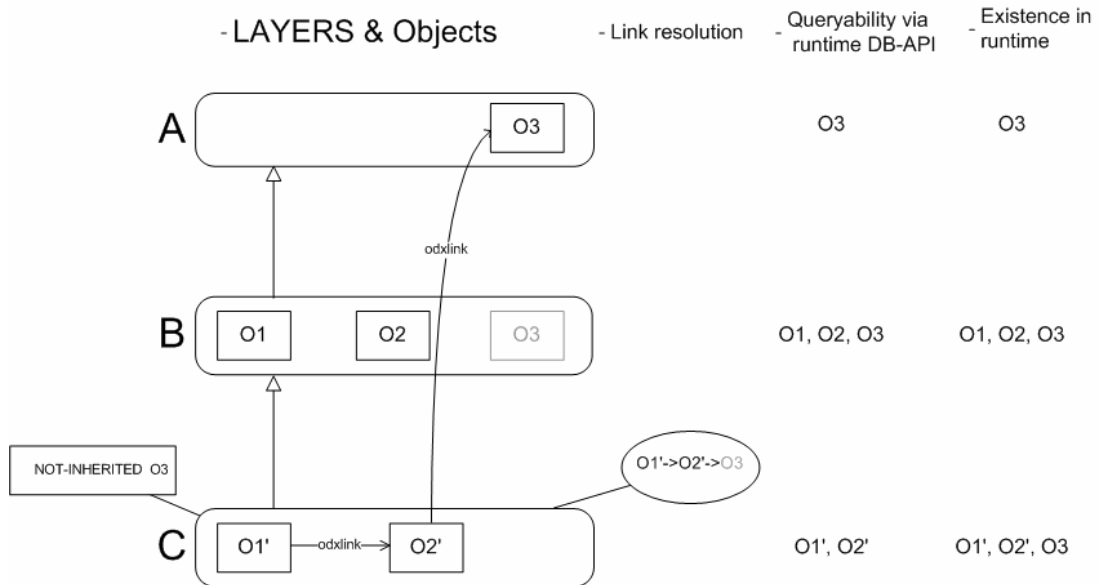 - LAYERS & Objects
- Link resolution
- Queryability via
runtime DB-API
- Existence in
runtime
A
O3
O3
O3
odxlink
B
O1
O2
O3
O1, O2, O3
O1, O2, O3
NOT-INHERITED O3
O1'->O2'->O3
C
O1'
odxlink
O2'
O1', O2'
O1', O2', O3